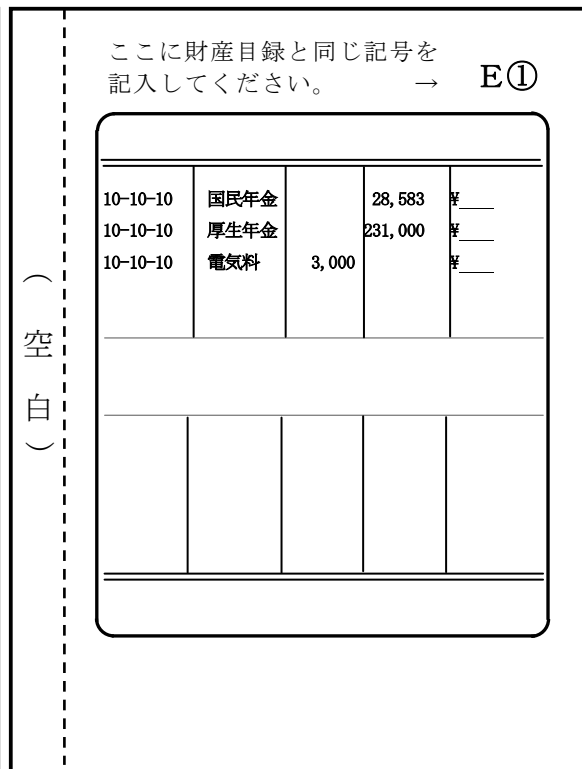 ここに財産目録と同じ記号を
記入してください。 → E①
10-10-10 国民年金 28,583 ¥
10-10-10 厚生年金 231,000 ¥
10-10-10 電気料 3,000 ¥
（空白）